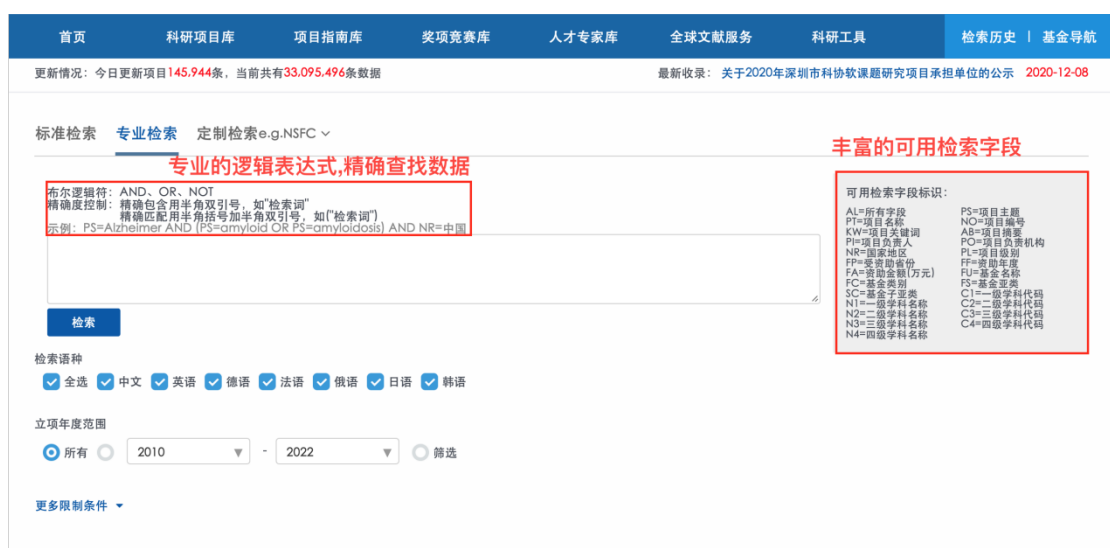 首页 科研项目库 项目指南库 奖项竞赛库 人才专家库 全球文献服务 科研工具 检索历史 | 基金导航
更新情况：今日更新项目145,944条，当前共有33,095,496条数据 最新收录： 关于2020年深圳市科协软课题研究项目承担单位的公示 2020-12-08
标准检索 专业检索 定制检索e.g.NSFC
专业的逻辑表达式,精确查找数据
丰富的可用检索字段
布尔逻辑符：AND、OR、NOT
精确度控制：精确包含用半角双引号，如"检索词"
精确匹配用半角括号加半角双引号，如("检索词")
示例：PS=Alzheimer AND (PS=amyloid OR PS=amyloidosis) AND NR=中国
检索
可用检索字段标识：
AL=所有字段 PS=项目主题
PT=项目名称 NO=项目编号
KW=项目关键词 AB=项目摘要
PI=项目负责人 PO=项目负责机构
NR=国家地区 PL=项目级别
FP=受资助省份 FF=资助年度
FA=资助金额(万元) FU=基金名称
FC=基金类别 FS=基金亚类
SC=基金子亚类 C1=一级学科代码
N1=一级学科名称 C2=二级学科代码
N2=二级学科名称 C3=三级学科代码
N3=三级学科名称 C4=四级学科代码
N4=四级学科名称
检索语种
全选 中文 英语 德语 法语 俄语 日语 韩语
立项年度范围
所有 2010 - 2022 筛选
更多限制条件